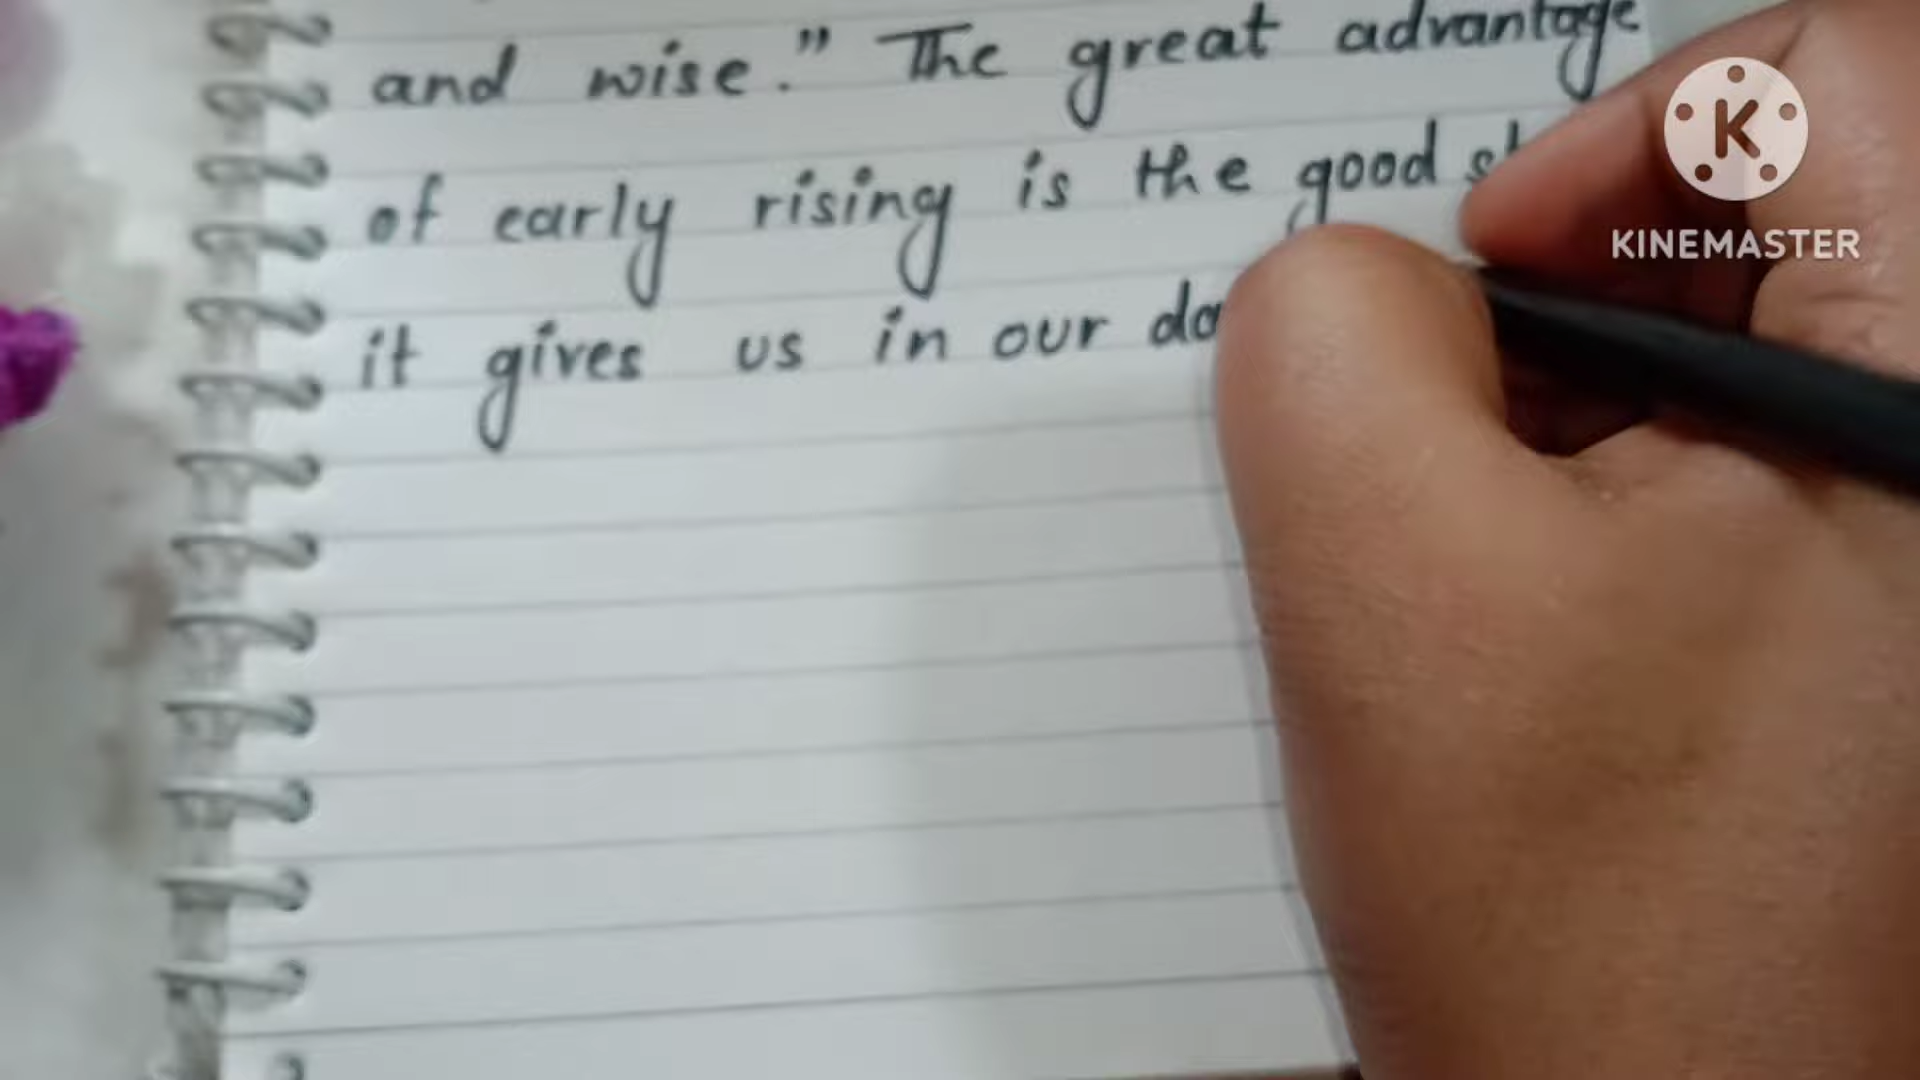 and wise." The great advantage
of early rising is the good
it gives us in our
K
KINEMASTER